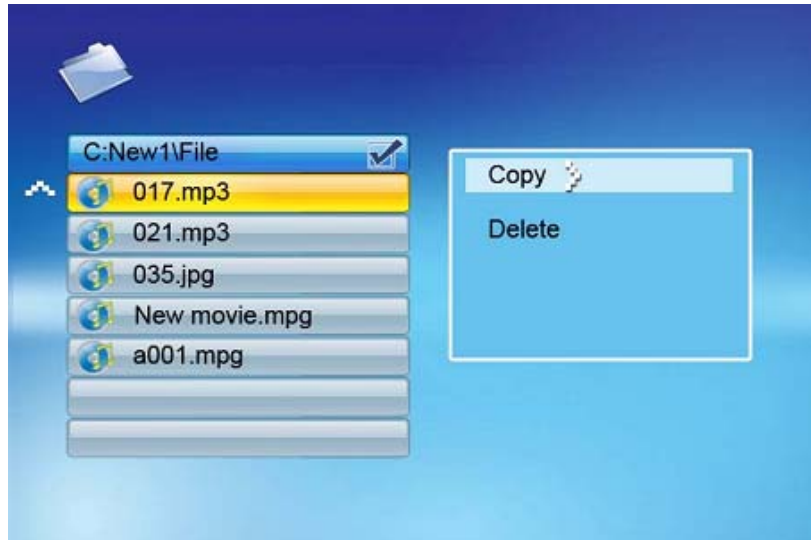 C:New1\File
017.mp3
021.mp3
035.jpg
New movie.mpg
a001.mpg
Copy
Delete